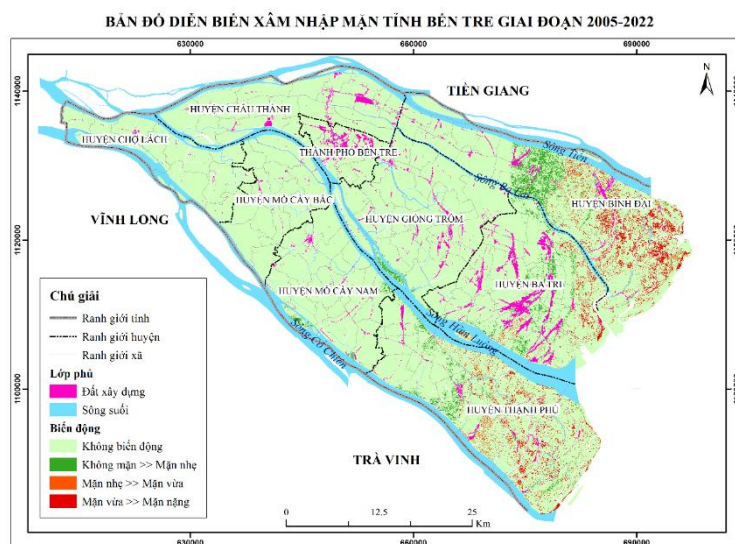 BẢN ĐỒ DIỄN BIẾN XÂM NHẬP MẶN TỈNH BẾN TRE GIAI ĐOẠN 2005-2022
630000
660000
690000
N
1140000
TIỀN GIANG
HUYỆN CHÂU THÀNH
HUYỆN CHỢ LÁCH
THÀNH PHỐ BẾN TRE
Sông Tiền
Sông Ba
HUYỆN MỎ CÀY BẮC
HUYỆN BÌNH ĐẠI
VĨNH LONG
HUYỆN GIỒNG TRÔM
1120000
HUYỆN MỎ CÀY NAM
HUYỆN BA TRI
Sông Hàm Luông
Sông Cổ Chiên
HUYỆN THẠNH PHÚ
TRÀ VINH
Chú giải
Ranh giới tỉnh
Ranh giới huyện
Ranh giới xã
Lớp phủ
Đất xây dựng
Sông suối
Biến động
Không biến động
Không mặn >> Mặn nhẹ
Mặn nhẹ >> Mặn vừa
Mặn vừa >> Mặn nặng
0
12.5
25
Km
630000
660000
690000